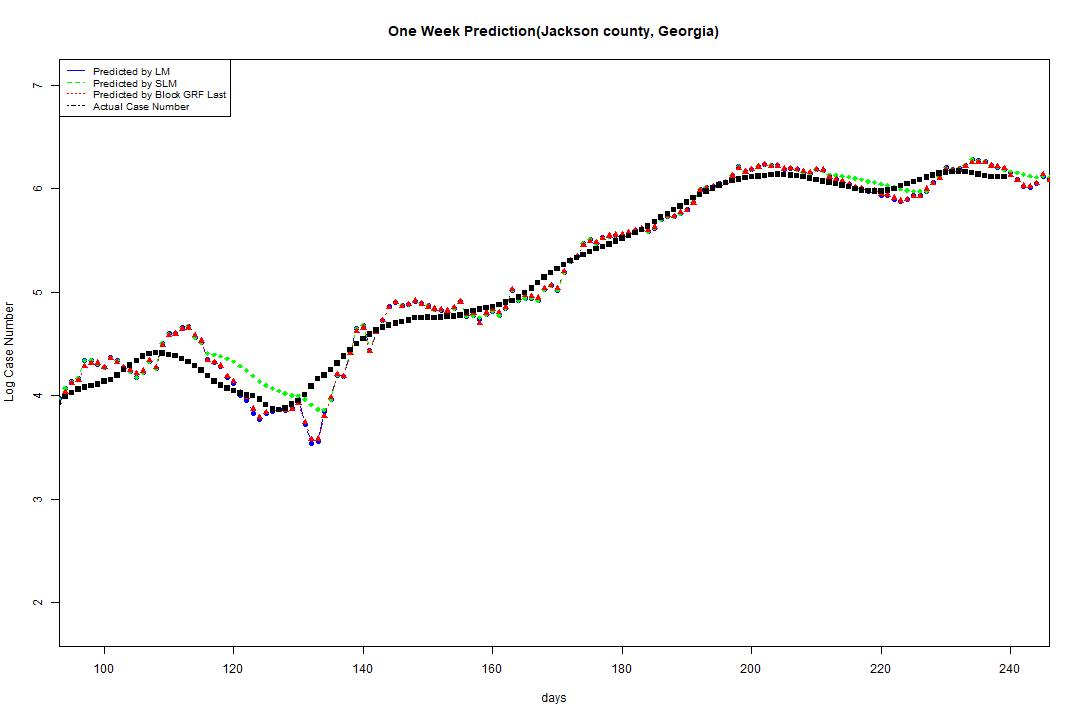 One Week Prediction(Jackson county, Georgia)
Predicted by LM
Predicted by SLM
Predicted by Block GRF Last
Actual Case Number
Log Case Number
7
6
5
4
3
2
100 120 140 160 180 200 220 240
days